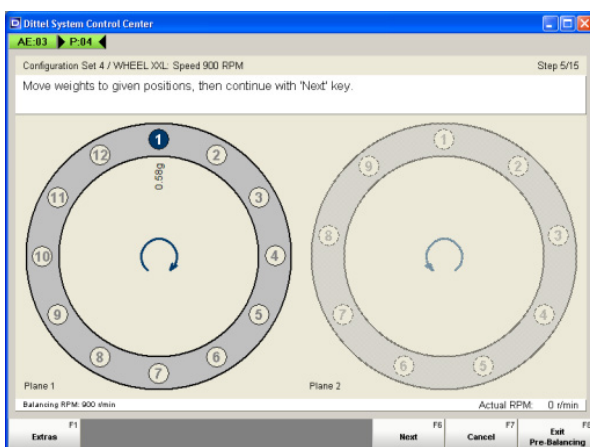 Dittel System Control Center
AE:03 P:04
Configuration Set 4 / WHEEL XXL: Speed 900 RPM Step 5/15
Move weights to given positions, then continue with 'Next' key.
1
2
3
4
5
6
7
8
9
10
11
12
0.58g
Plane 1
1
2
3
4
5
6
7
8
9
Plane 2
Balancing RPM: 900 r/min Actual RPM: 0 r/min
F1
Extras
F6
Next
F7
Cancel
F8
Exit
Pre-Balancing